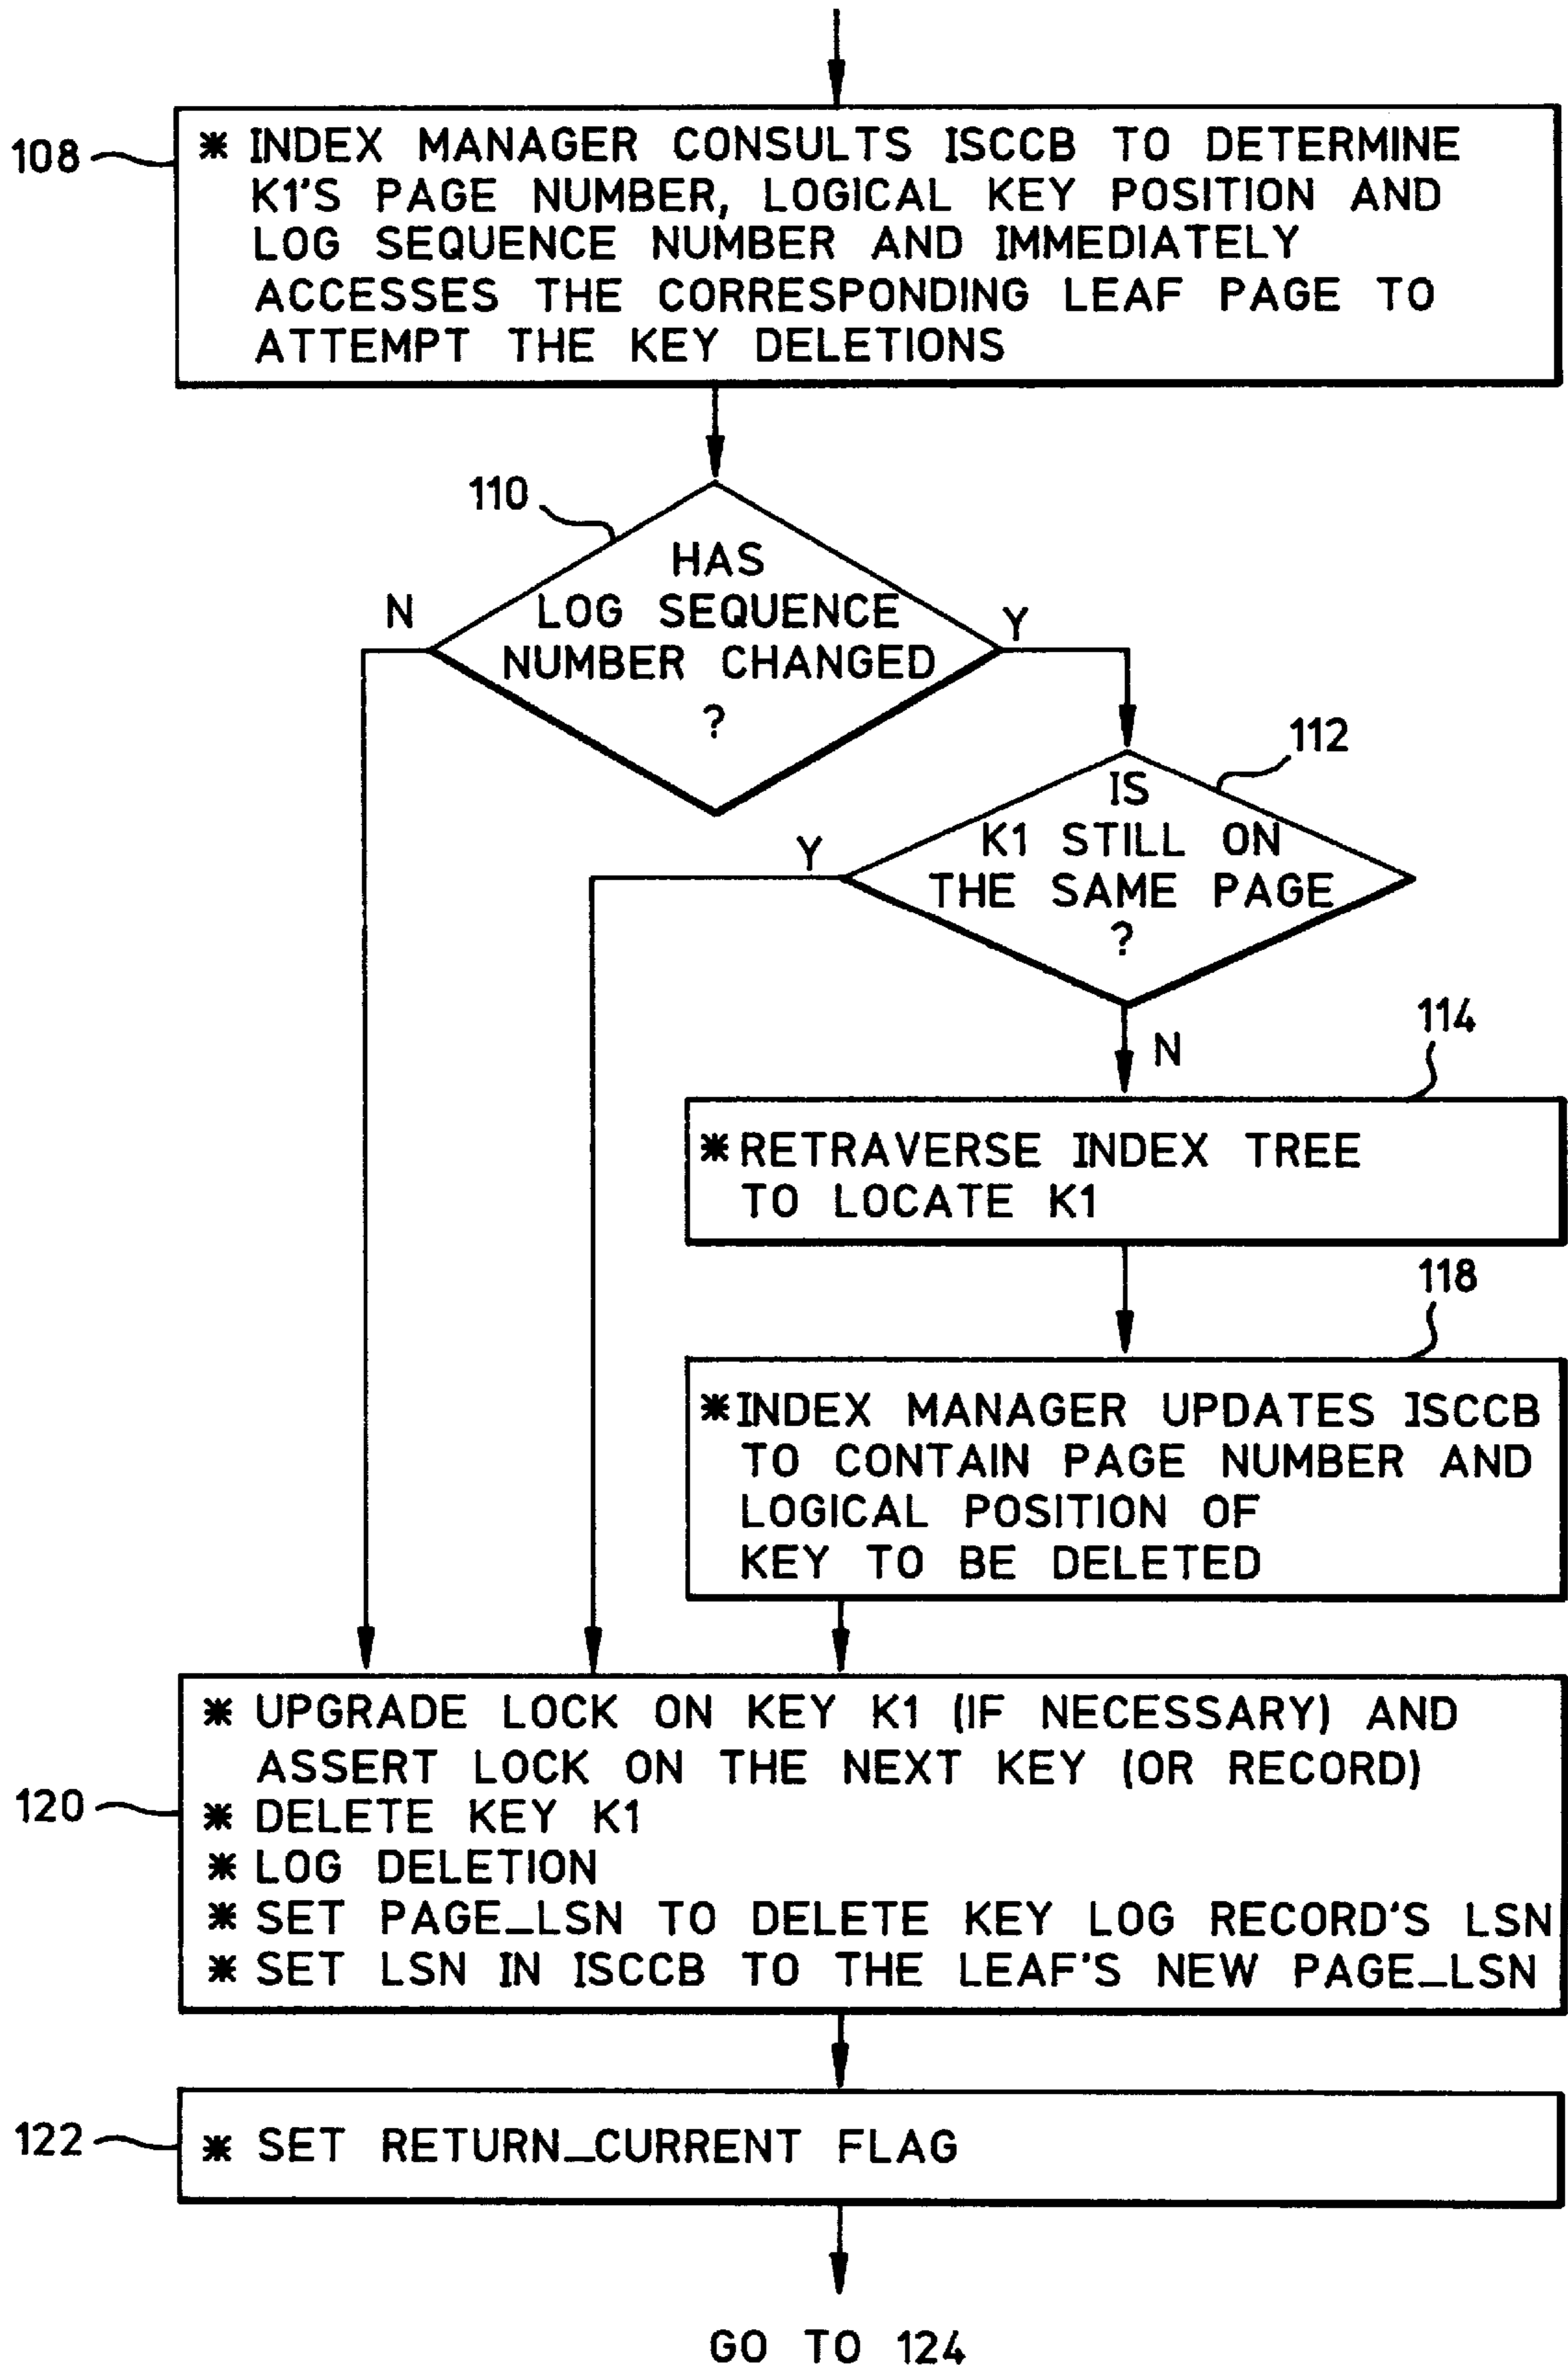 108
* INDEX MANAGER CONSULTS ISCCB TO DETERMINE
K1'S PAGE NUMBER, LOGICAL KEY POSITION AND
LOG SEQUENCE NUMBER AND IMMEDIATELY
ACCESSES THE CORRESPONDING LEAF PAGE TO
ATTEMPT THE KEY DELETIONS
110
HAS
LOG SEQUENCE
NUMBER CHANGED
?
N
Y
112
IS
K1 STILL ON
THE SAME PAGE
?
Y
N
114
* RETRAVERSE INDEX TREE
TO LOCATE K1
118
* INDEX MANAGER UPDATES ISCCB
TO CONTAIN PAGE NUMBER AND
LOGICAL POSITION OF
KEY TO BE DELETED
120
* UPGRADE LOCK ON KEY K1 (IF NECESSARY) AND
ASSERT LOCK ON THE NEXT KEY (OR RECORD)
* DELETE KEY K1
* LOG DELETION
* SET PAGE_LSN TO DELETE KEY LOG RECORD'S LSN
* SET LSN IN ISCCB TO THE LEAF'S NEW PAGE_LSN
122
* SET RETURN_CURRENT FLAG
GO TO 124